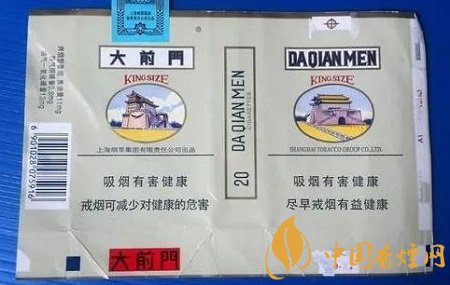 大前門
KING SIZE
上海烟草集团有限责任公司出品
吸烟有害健康
戒烟可减少对健康的危害
大前門
6901028075916
20
DAQIANMEN
CIGARETTES
DAQIANMEN
KING SIZE
SHANGHAI TOBACCO GROUP CO.,LTD.
吸烟有害健康
尽早戒烟有益健康
中国香烟网